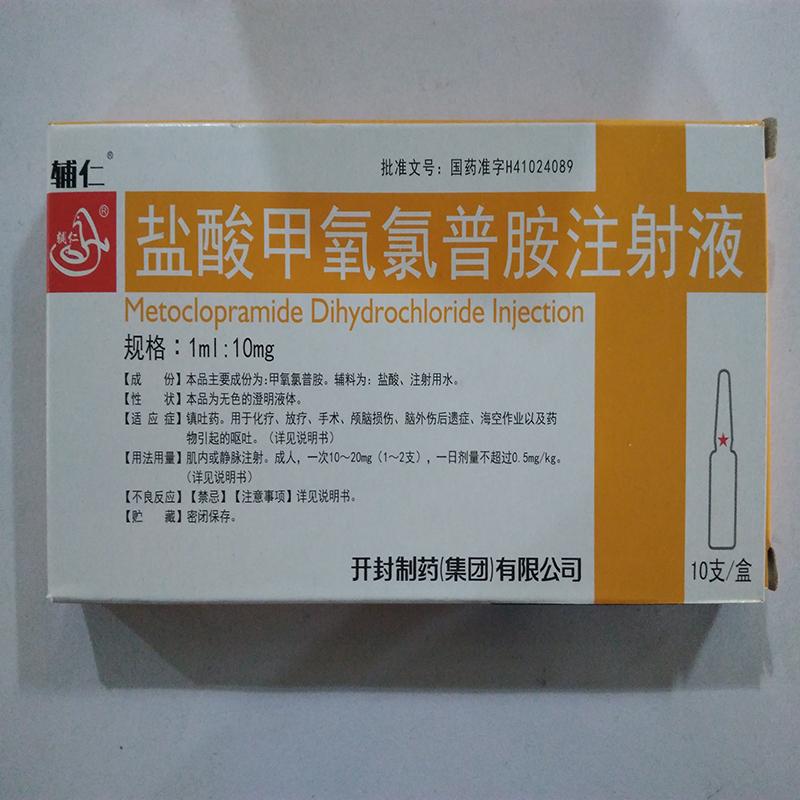 辅仁®
批准文号：国药准字H41024089
辅仁®
盐酸甲氧氯普胺注射液
Metoclopramide Dihydrochloride Injection
规格：1ml:10mg
【成　份】本品主要成份为:甲氧氯普胺。辅料为：盐酸、注射用水。
【性　状】本品为无色的澄明液体。
【适 应 症】镇吐药。用于化疗、放疗、手术、颅脑损伤、脑外伤后遗症、海空作业以及药
物引起的呕吐。（详见说明书）
【用法用量】肌内或静脉注射。成人，一次10～20mg（1～2支），一日剂量不超过0.5mg/kg。
（详见说明书）
【不良反应】【禁忌】【注意事项】详见说明书。
【贮　藏】密闭保存。
开封制药(集团)有限公司
10支/盒